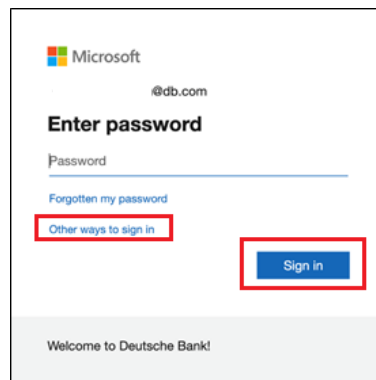 Microsoft
@db.com
Enter password
Password
Forgotten my password
Other ways to sign in
Sign in
Welcome to Deutsche Bank!